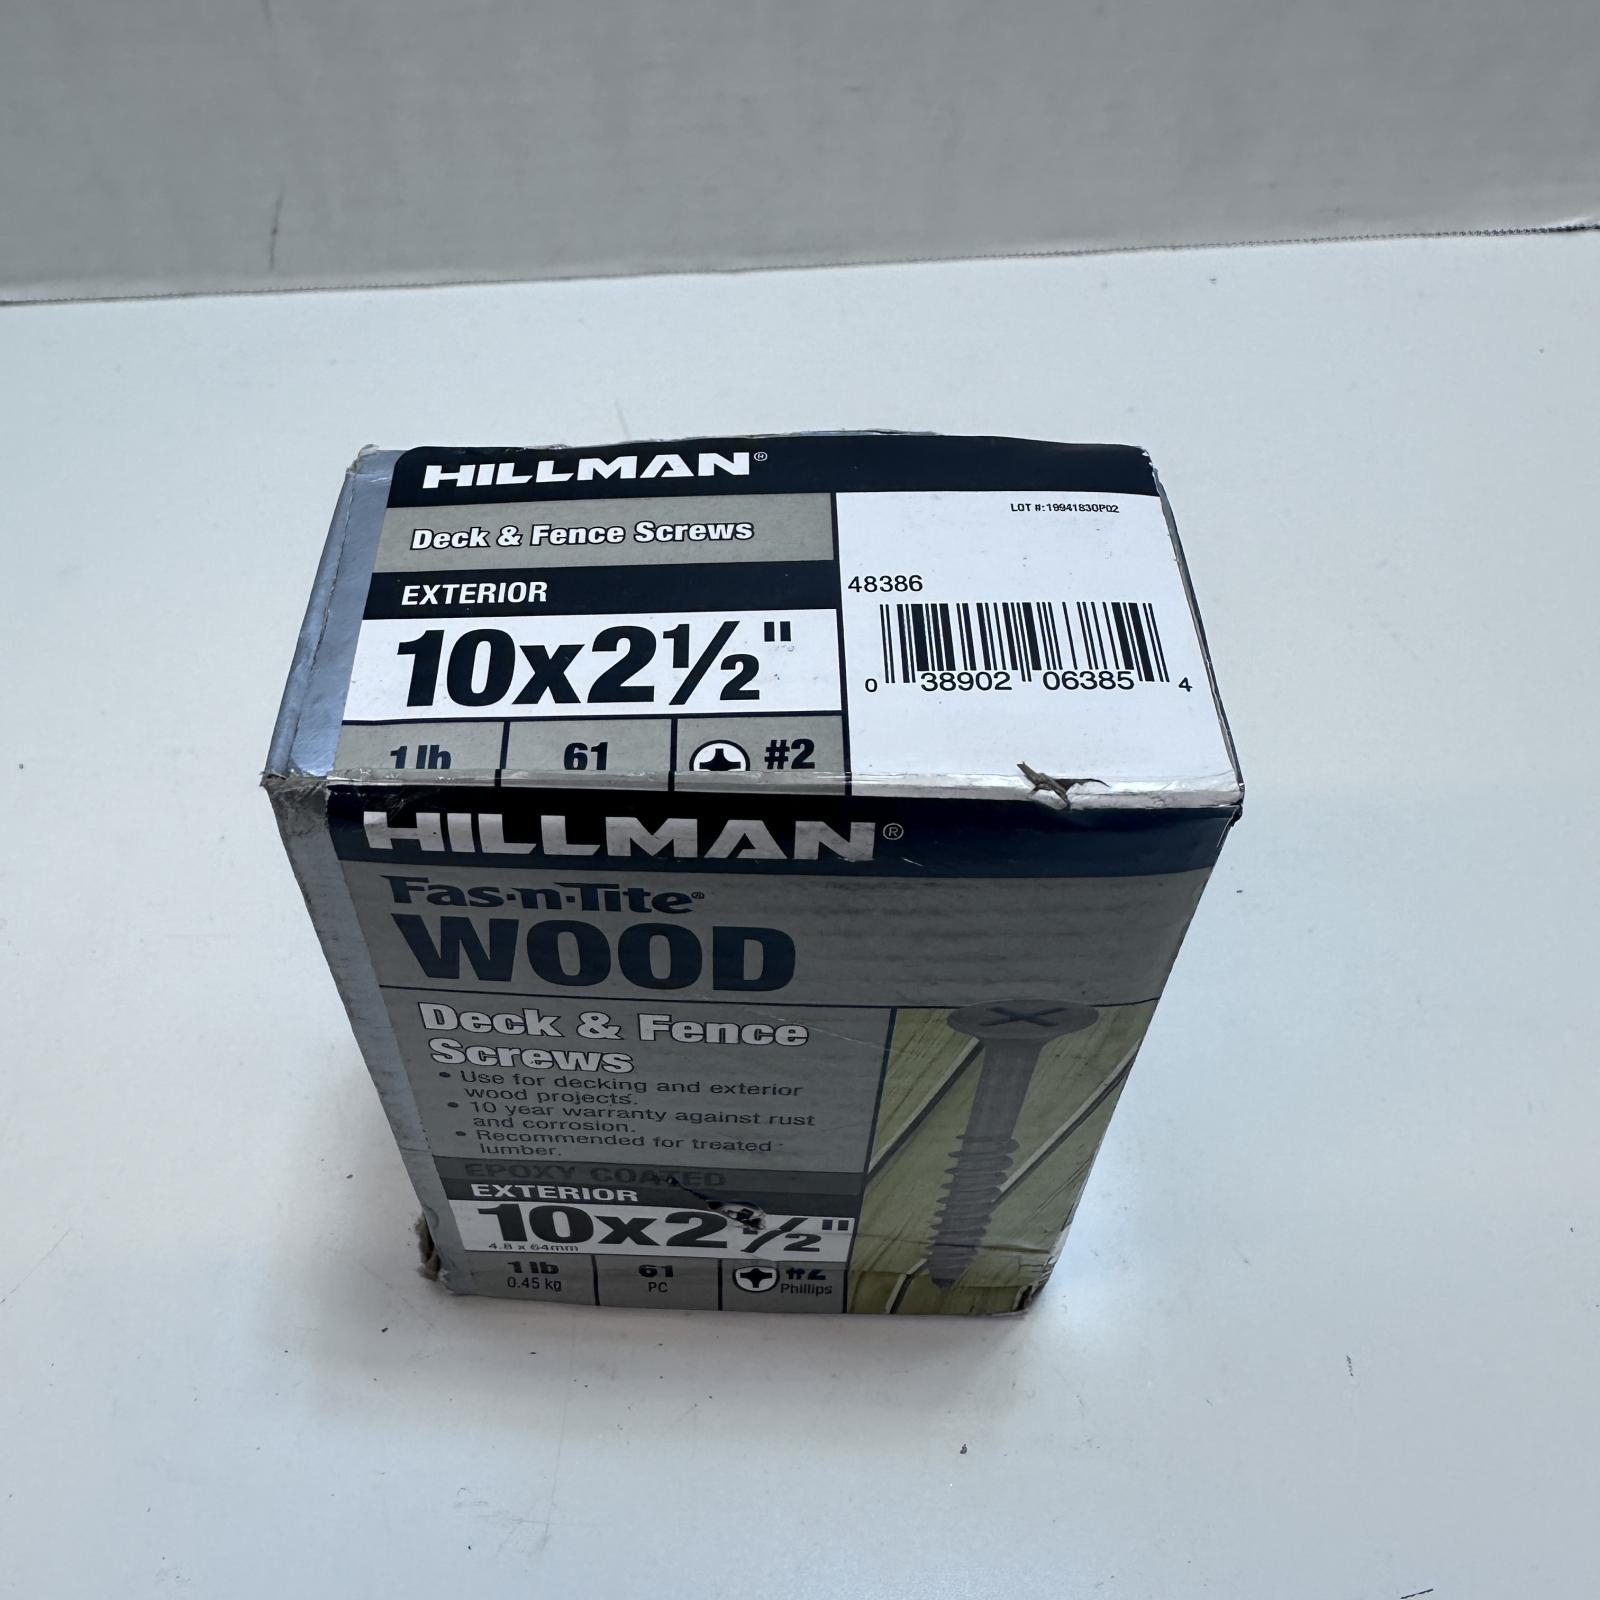 HILLMAN®
Deck & Fence Screws
EXTERIOR
10x2½"
1 lb
61
#2
LOT #:19941830P02
48386
0 38902 06385 4
HILLMAN®
Fas-n-Tite®
WOOD
Deck & Fence
Screws
• Use for decking and exterior
wood projects.
• 10 year warranty against rust
and corrosion.
• Recommended for treated
lumber.
EPOXY COATED
EXTERIOR
10x2½"
4.8 x 64mm
1 lb
0.45 kg
61
PC
#2
Phillips